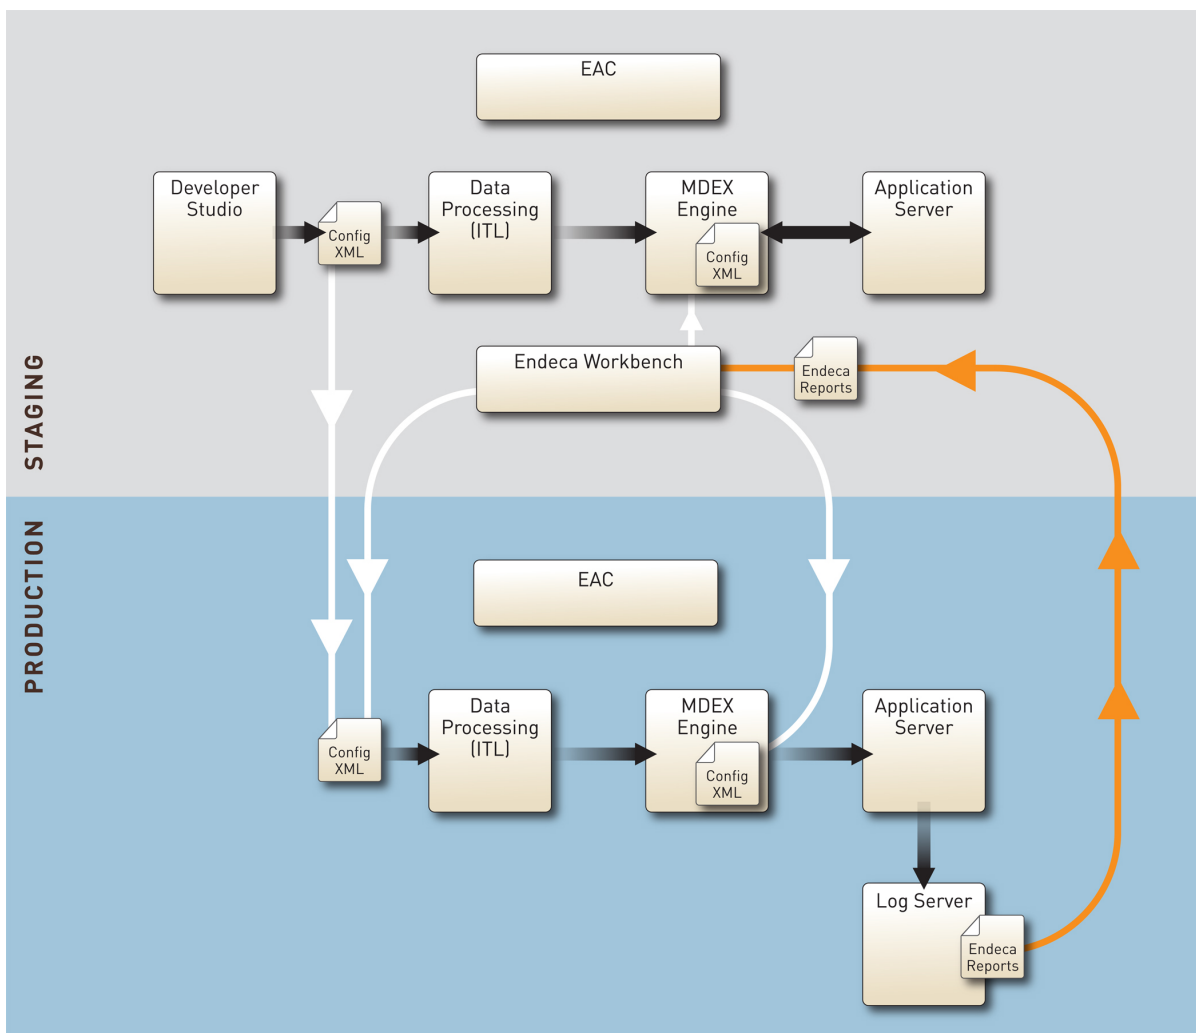 EAC
Developer
Studio
Config
XML
Data
Processing
(ITL)
MDEX
Engine
Config
XML
Application
Server
Endeca Workbench
Endeca
Reports
STAGING
PRODUCTION
EAC
Config
XML
Data
Processing
(ITL)
MDEX
Engine
Config
XML
Application
Server
Log Server
Endeca
Reports